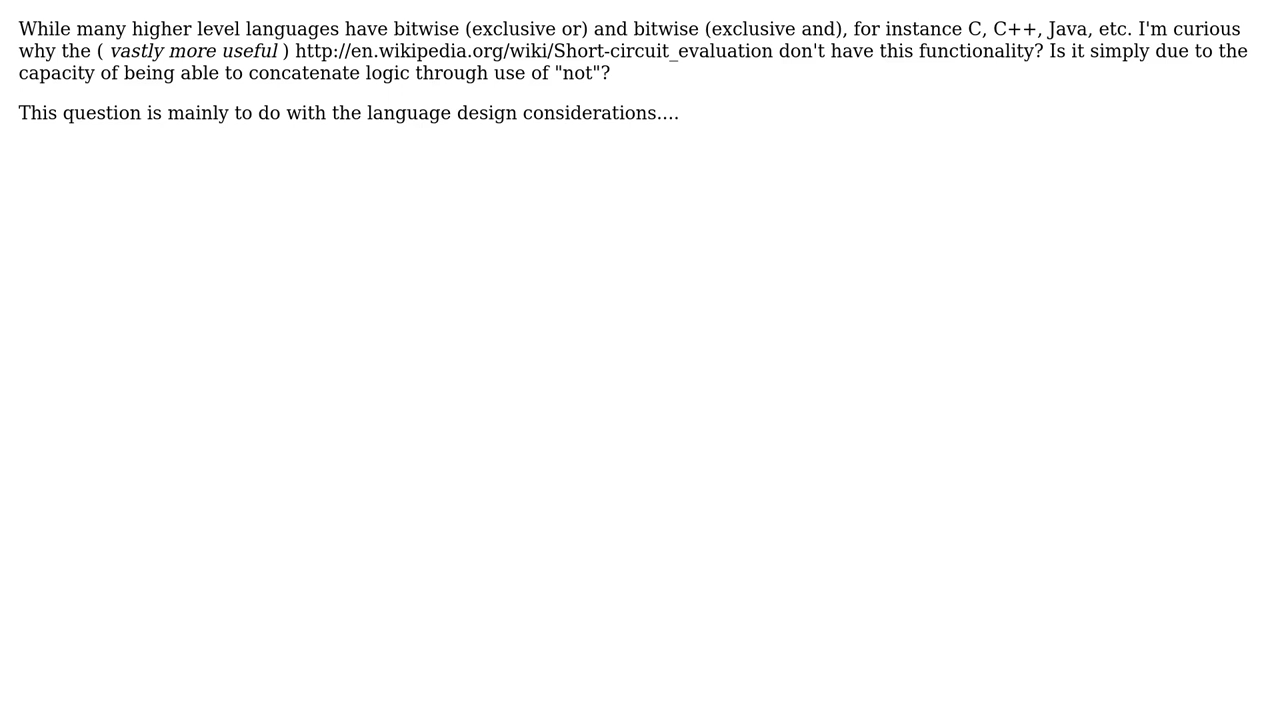 While many higher level languages have bitwise (exclusive or) and bitwise (exclusive and), for instance C, C++, Java, etc. I'm curious
why the ( vastly more useful ) http://en.wikipedia.org/wiki/Short-circuit_evaluation don't have this functionality? Is it simply due to the
capacity of being able to concatenate logic through use of "not"?
This question is mainly to do with the language design considerations....